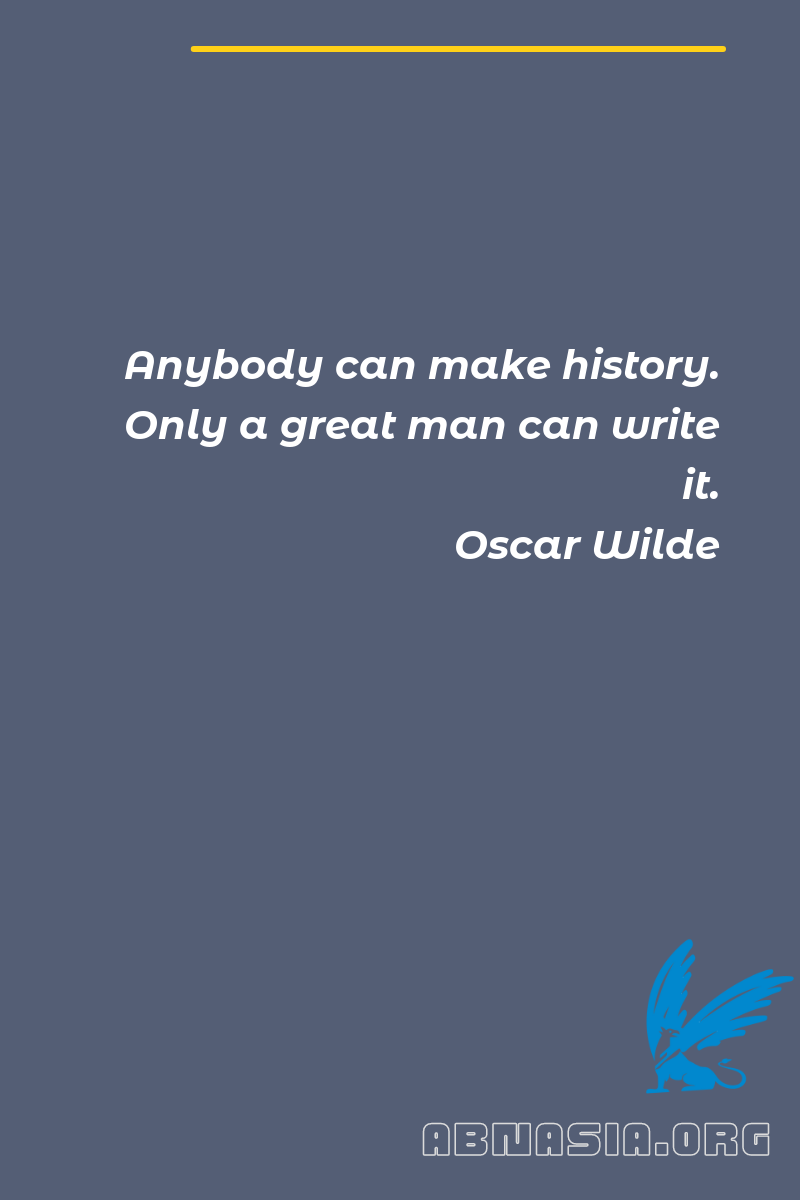 Anybody can make history.
Only a great man can write
it.
Oscar Wilde
ABNASIA.ORG